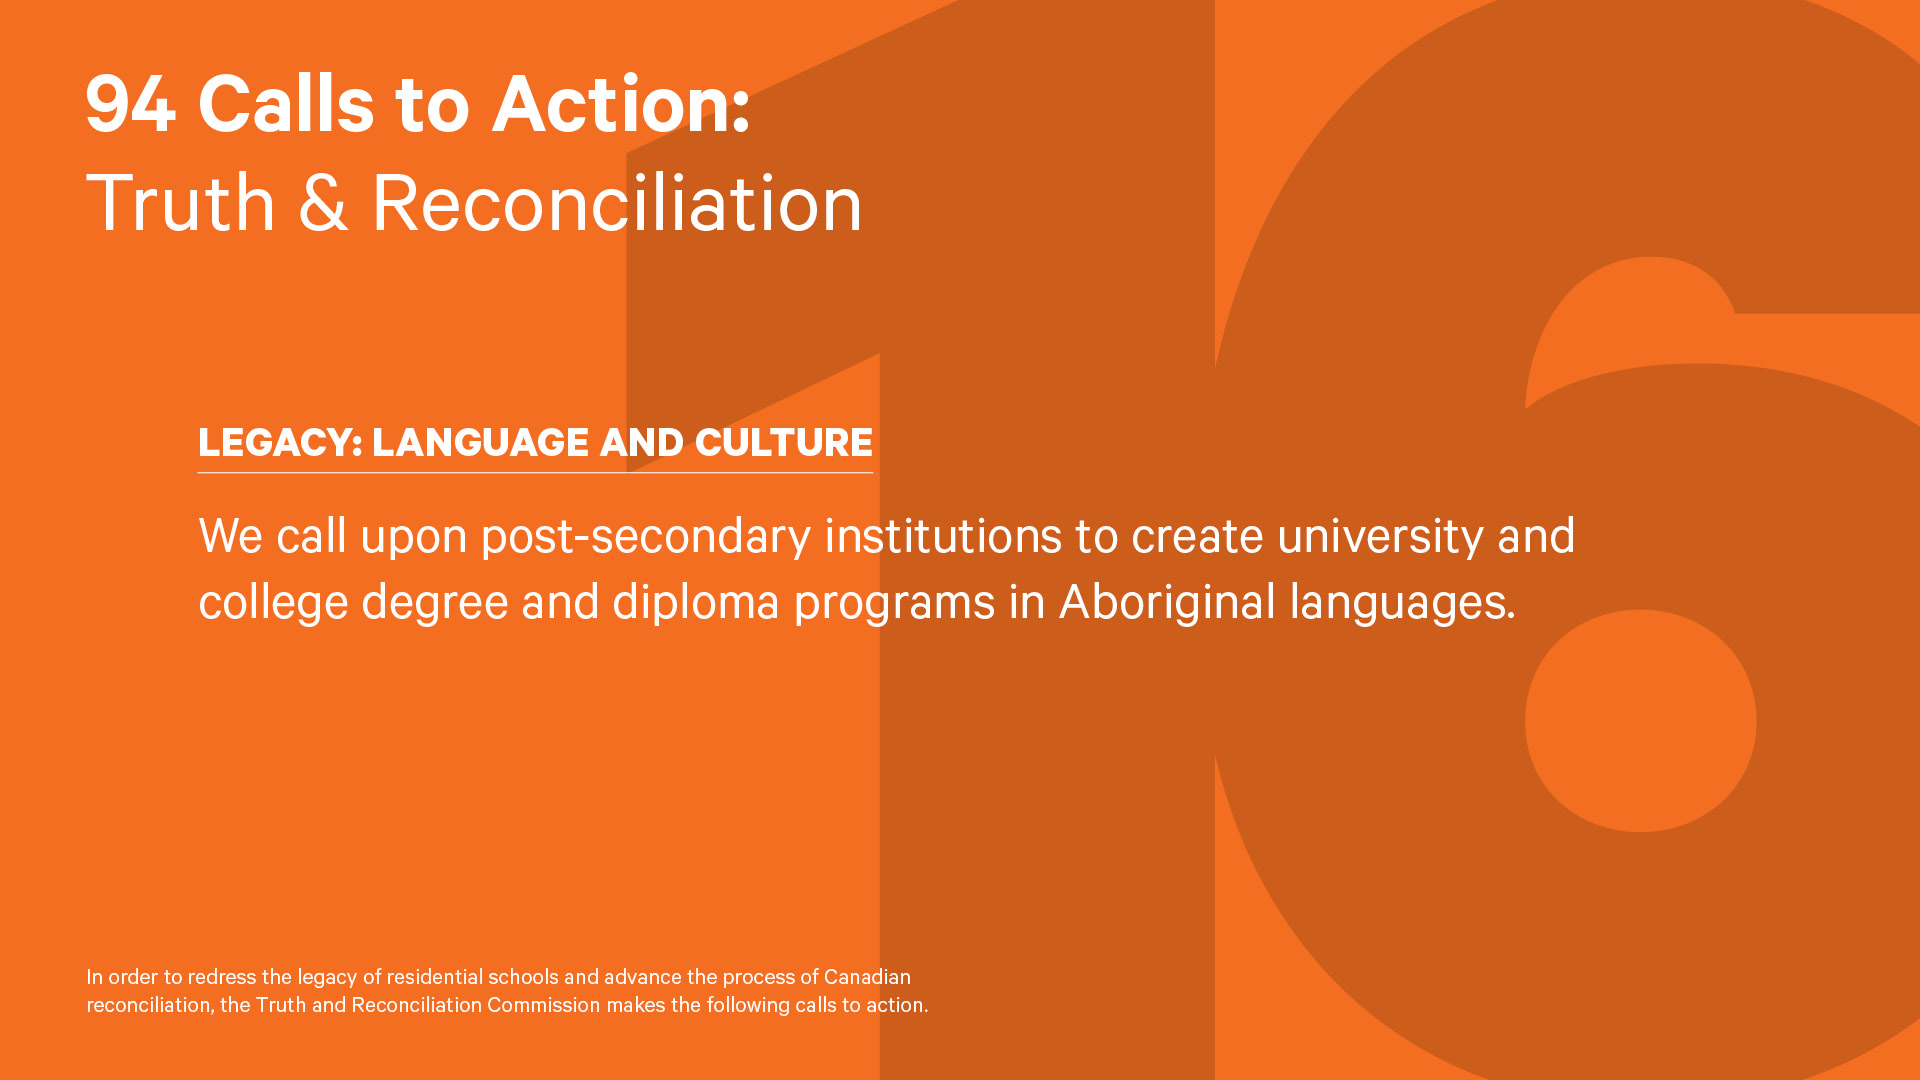 94 Calls to Action:
Truth & Reconciliation
16
LEGACY: LANGUAGE AND CULTURE
We call upon post-secondary institutions to create university and
college degree and diploma programs in Aboriginal languages.
In order to redress the legacy of residential schools and advance the process of Canadian
reconciliation, the Truth and Reconciliation Commission makes the following calls to action.